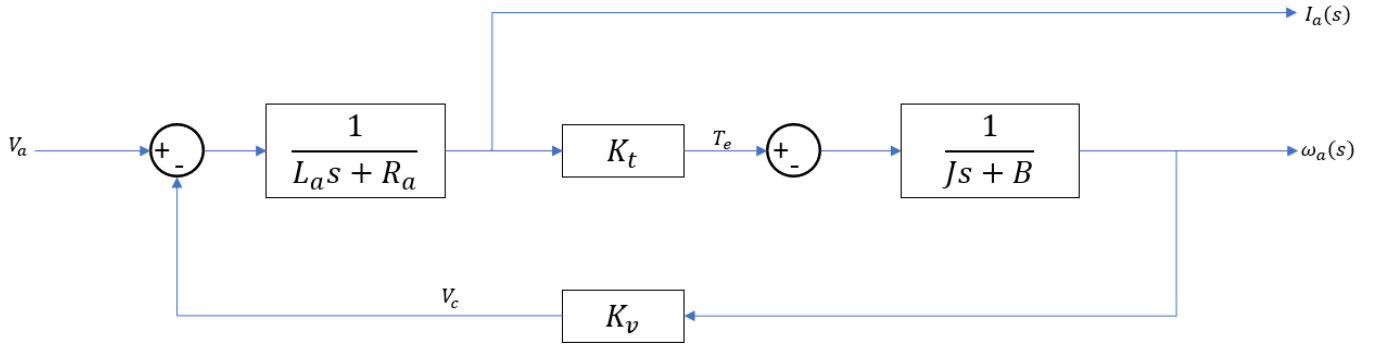 I_a(s)
V_a
+
-
1
L_a s + R_a
K_t
T_e
+
-
1
Js + B
ω_a(s)
V_c
K_v